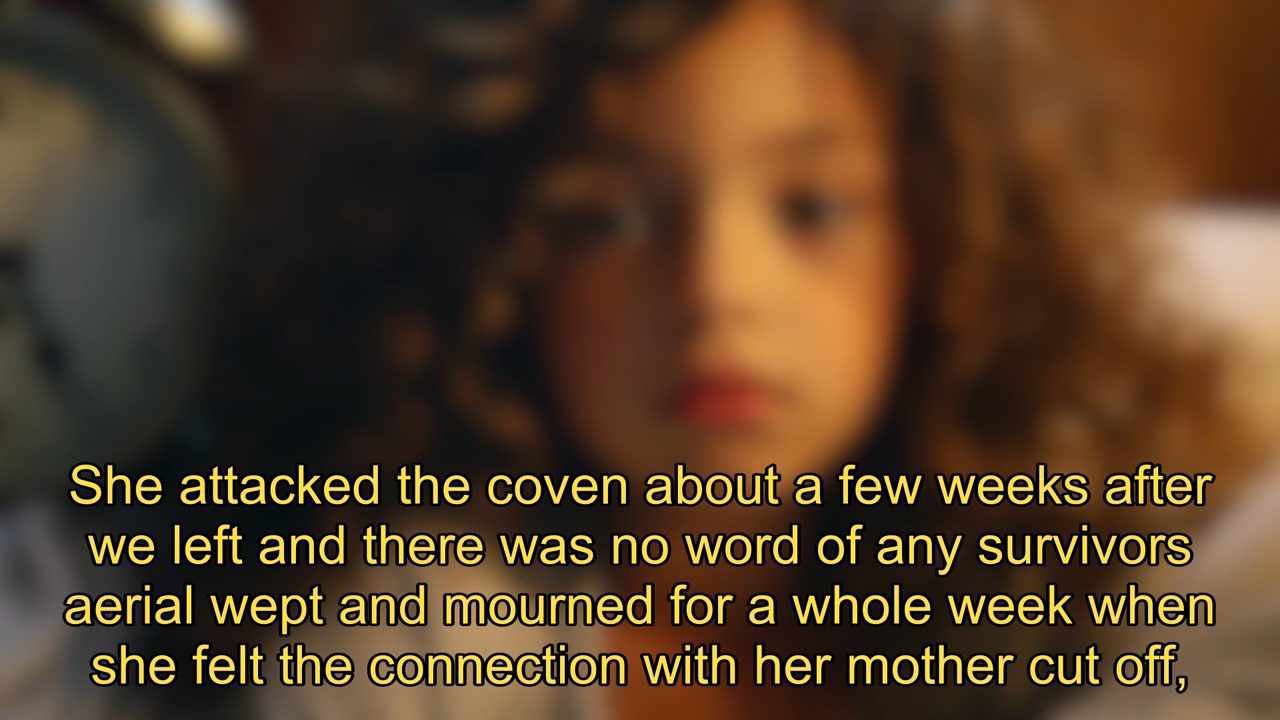 She attacked the coven about a few weeks after
we left and there was no word of any survivors
aerial wept and mourned for a whole week when
she felt the connection with her mother cut off,